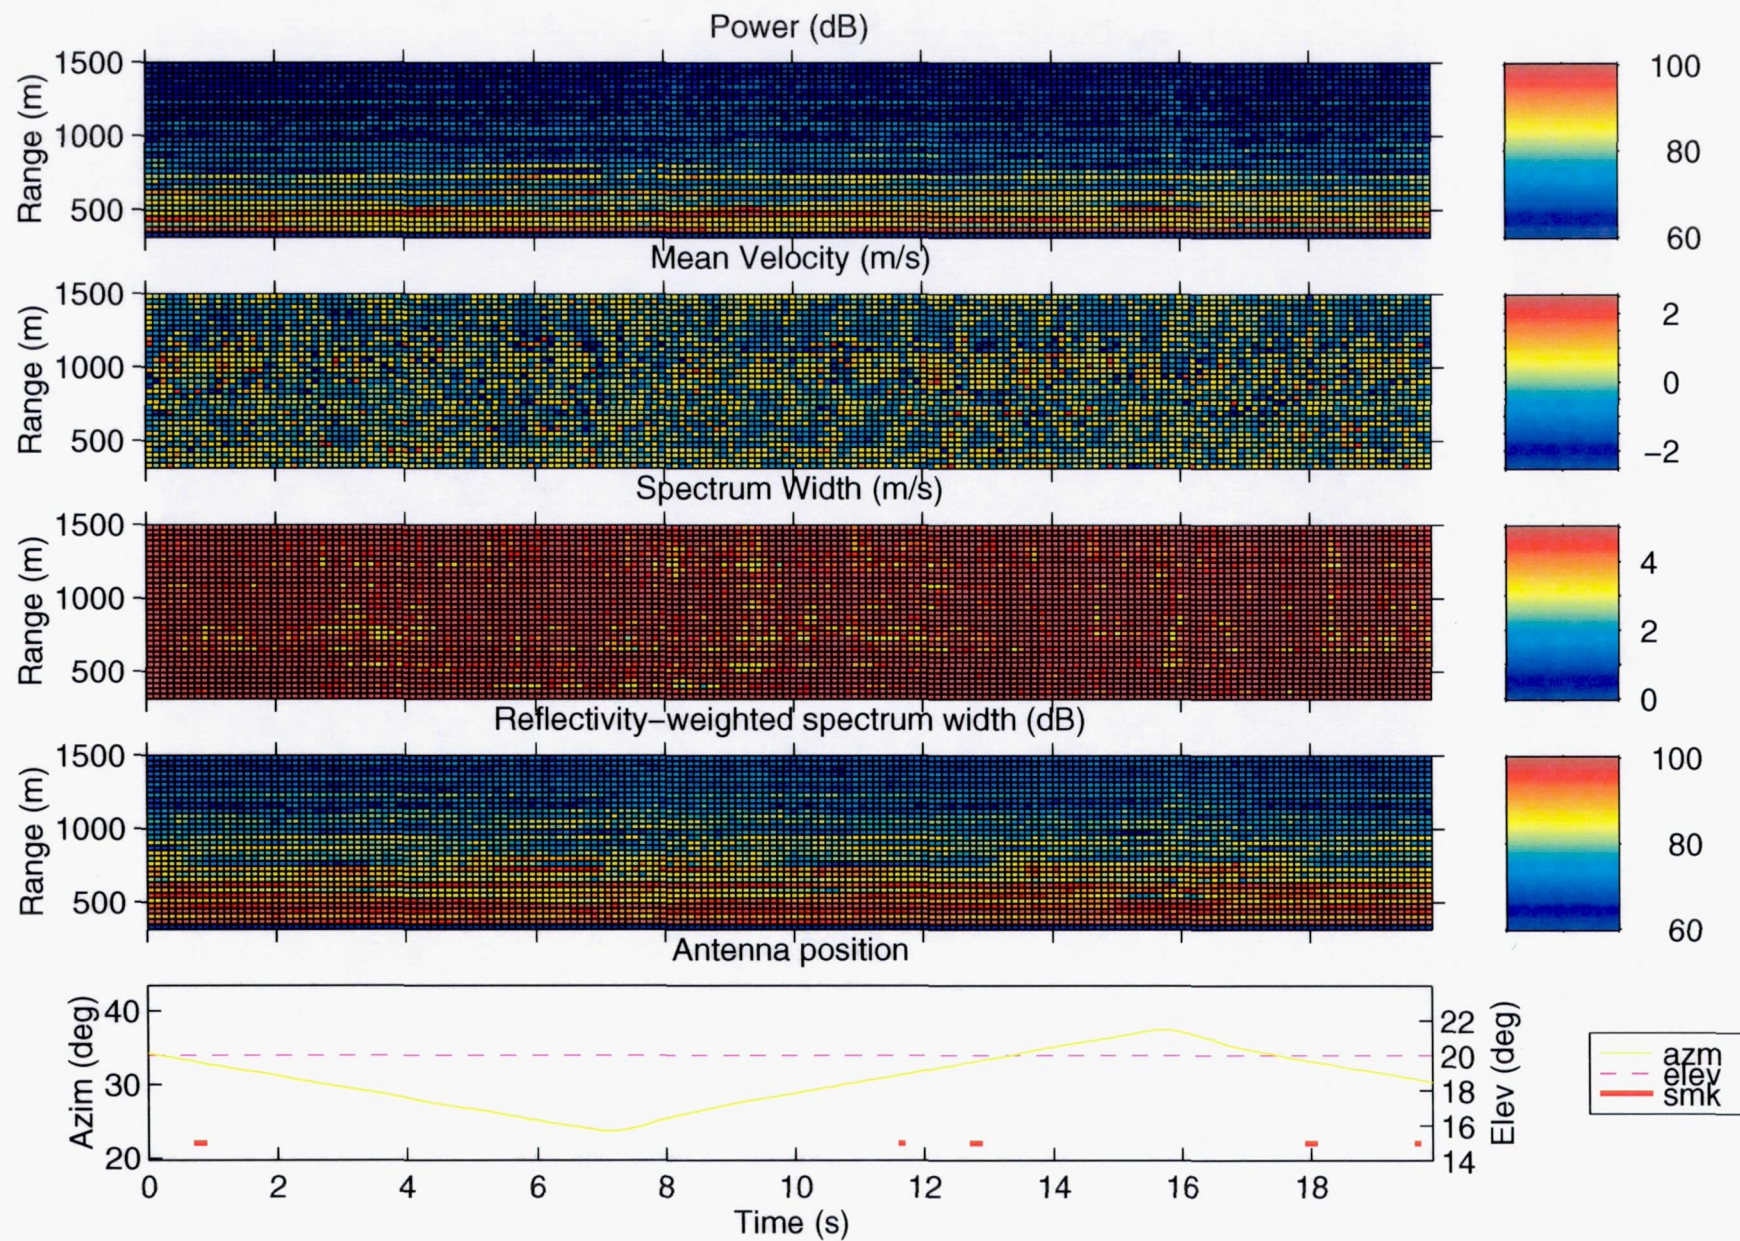 Power (dB)
Range (m)
1500
1000
500
100
80
60
Mean Velocity (m/s)
Range (m)
1500
1000
500
2
0
−2
Spectrum Width (m/s)
Range (m)
1500
1000
500
4
2
0
Reflectivity−weighted spectrum width (dB)
Range (m)
1500
1000
500
100
80
60
Antenna position
Azim (deg)
40
30
20
22
20
18
16
14
Elev (deg)
azm
elev
smk
0 2 4 6 8 10 12 14 16 18
Time (s)